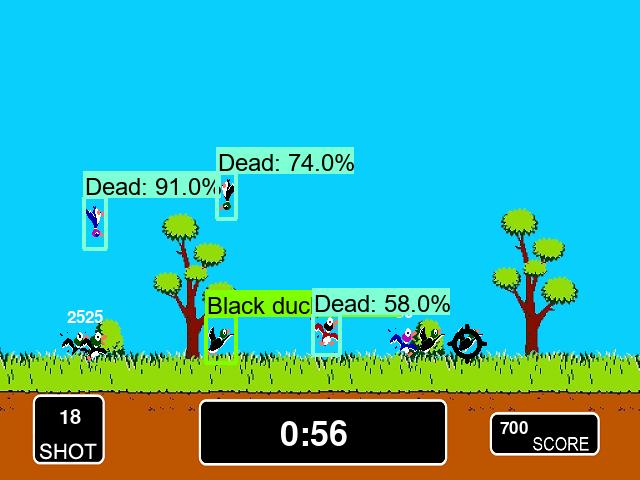 Dead: 74.0%
Dead: 91.0%
Black duc
Dead: 58.0%
2525
18
SHOT
0:56
700
SCORE